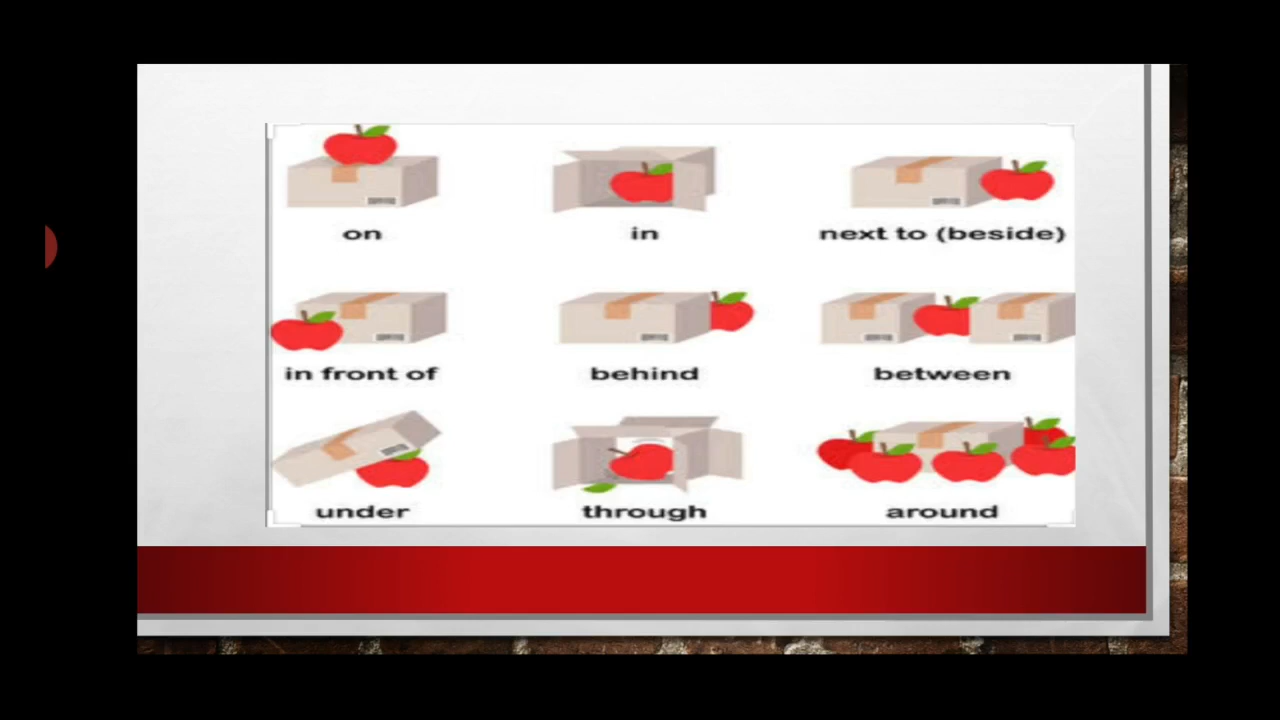 on in next to (beside)
in front of behind between
under through around